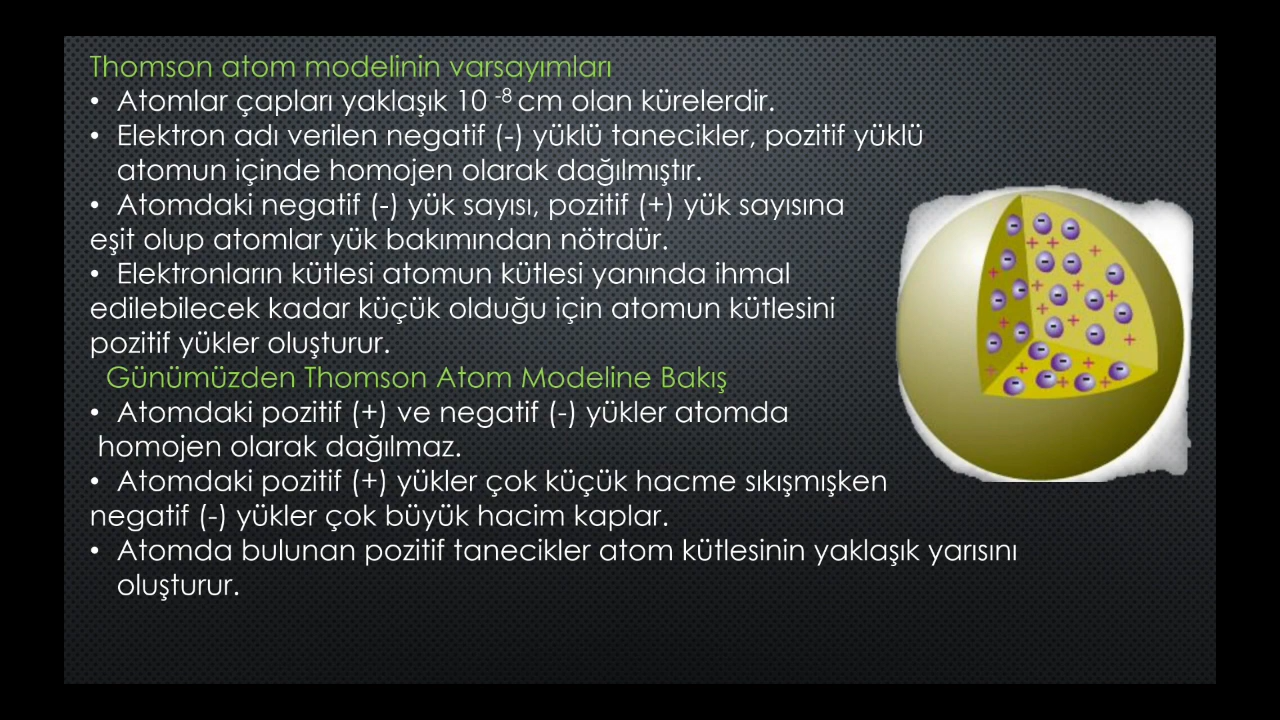 Thomson atom modelinin varsayımları
• Atomlar çapları yaklaşık 10 -8 cm olan kürelerdir.
• Elektron adı verilen negatif (-) yüklü tanecikler, pozitif yüklü
atomun içinde homojen olarak dağılmıştır.
• Atomdaki negatif (-) yük sayısı, pozitif (+) yük sayısına
eşit olup atomlar yük bakımından nötrdür.
• Elektronların kütlesi atomun kütlesi yanında ihmal
edilebilecek kadar küçük olduğu için atomun kütlesini
pozitif yükler oluşturur.
Günümüzden Thomson Atom Modeline Bakış
• Atomdaki pozitif (+) ve negatif (-) yükler atomda
homojen olarak dağılmaz.
• Atomdaki pozitif (+) yükler çok küçük hacme sıkışmışken
negatif (-) yükler çok büyük hacim kaplar.
• Atomda bulunan pozitif tanecikler atom kütlesinin yaklaşık yarısını
oluşturur.